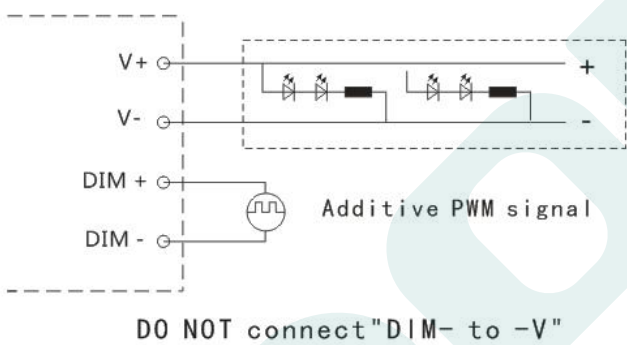 V+
+
V-
-
DIM +
Additive PWM signal
DIM -
DO NOT connect"DIM- to -V"